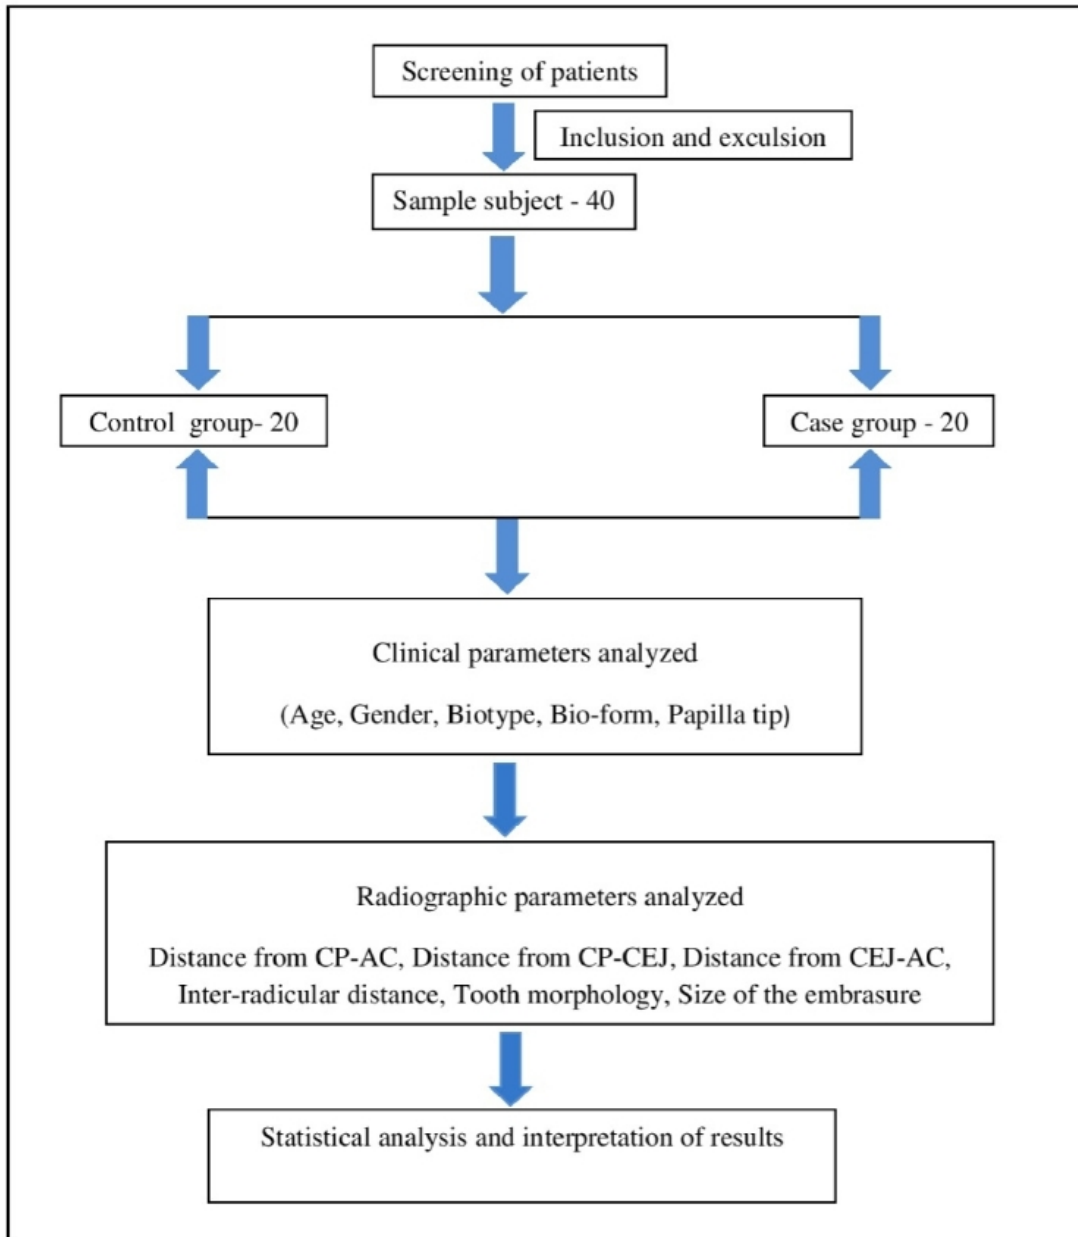 Screening of patients
Inclusion and exculsion
Sample subject - 40
Control  group- 20
Case group - 20
Clinical parameters analyzed
(Age, Gender, Biotype, Bio-form, Papilla tip)
Radiographic parameters analyzed
Distance from CP-AC, Distance from CP-CEJ, Distance from CEJ-AC,
Inter-radicular distance, Tooth morphology, Size of the embrasure
Statistical analysis and interpretation of results